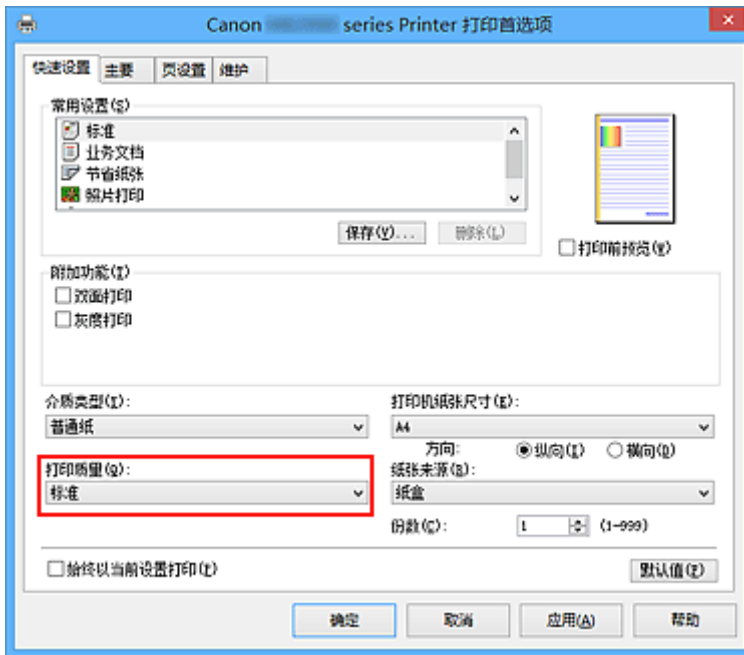 Canon series Printer 打印首选项
快速设置 主要 页设置 维护
常用设置(S)
标准
业务文档
节省纸张
照片打印
保存(V)... 删除(L)
打印前预览(W)
附加功能(I)
双面打印
灰度打印
介质类型(I):
普通纸
打印机纸张尺寸(E):
A4
方向: 纵向(I) 横向(D)
打印质量(Q):
标准
纸张来源(R):
纸盒
份数(C): 1 (1-999)
始终以当前设置打印(P)
默认值(F)
确定 取消 应用(A) 帮助